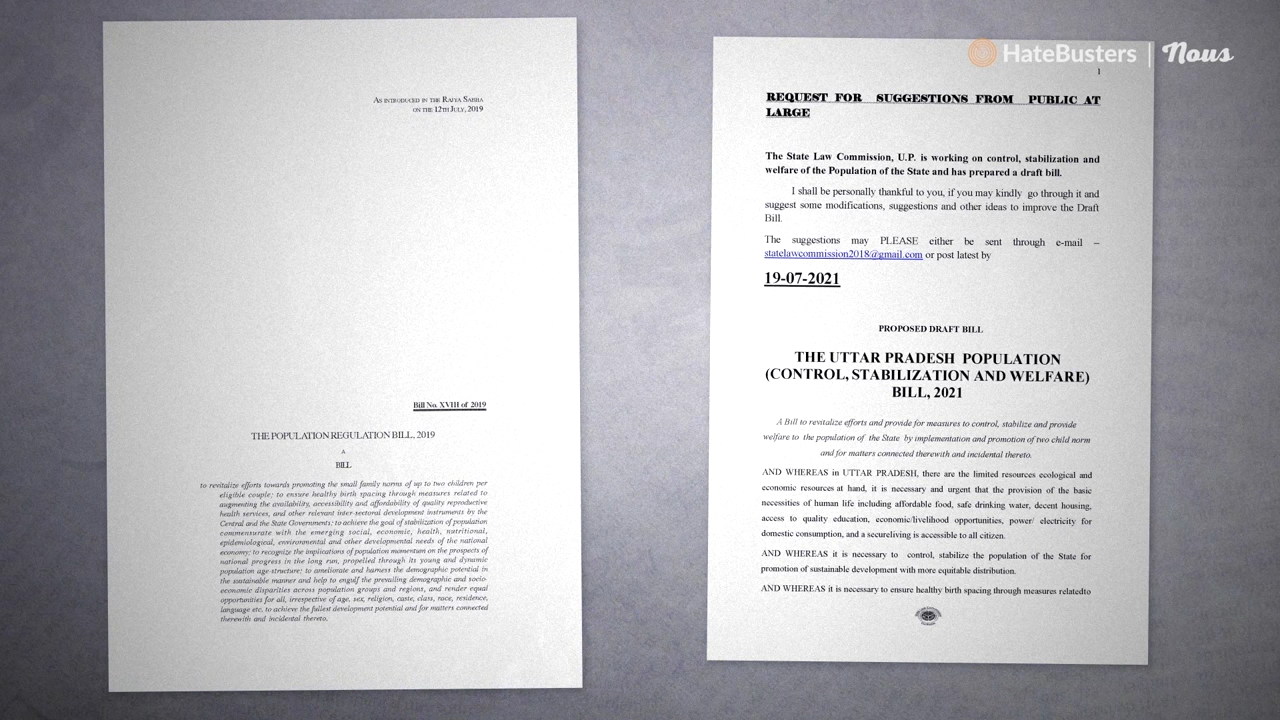 HateBusters | Nous
AS INTRODUCED IN THE RAJYA SABHA
ON THE 12TH JULY, 2019
Bill No. XVIII of 2019
THE POPULATION REGULATION BILL, 2019
A
BILL
to revitalize efforts towards promoting the small family norms of up to two children per
eligible couple; to ensure healthy birth spacing through measures related to
augmenting the availability, accessibility and affordability of quality reproductive
health services, and other relevant inter-sectoral development instruments by the
Central and the State Governments; to achieve the goal of stabilization of population
commensurate with the emerging social, economic, health, nutritional,
epidemiological, environmental and other developmental needs of the national
economy; to recognize the implications of population momentum on the prospects of
national progress in the long run, propelled through its young and dynamic
population age-structure; to ameliorate and harness the demographic potential in
the sustainable manner and help to engulf the prevailing demographic and socio-
economic disparities across population groups and regions, and render equal
opportunities for all, irrespective of age, sex, religion, caste, class, race, residence,
language etc. to achieve the fullest development potential and for matters connected
therewith and incidental thereto.
1
REQUEST FOR SUGGESTIONS FROM PUBLIC AT
LARGE
The State Law Commission, U.P. is working on control, stabilization and
welfare of the Population of the State and has prepared a draft bill.
I shall be personally thankful to you, if you may kindly go through it and
suggest some modifications, suggestions and other ideas to improve the Draft
Bill.
The suggestions may PLEASE either be sent through e-mail –
statelawcommission2018@gmail.com or post latest by
19-07-2021
PROPOSED DRAFT BILL
THE UTTAR PRADESH POPULATION
(CONTROL, STABILIZATION AND WELFARE)
BILL, 2021
A Bill to revitalize efforts and provide for measures to control, stabilize and provide
welfare to the population of the State by implementation and promotion of two child norm
and for matters connected therewith and incidental thereto.
AND WHEREAS in UTTAR PRADESH, there are the limited resources ecological and
economic resources at hand, it is necessary and urgent that the provision of the basic
necessities of human life including affordable food, safe drinking water, decent housing,
access to quality education, economic/livelihood opportunities, power/ electricity for
domestic consumption, and a secureliving is accessible to all citizen.
AND WHEREAS it is necessary to control, stabilize the population of the State for
promotion of sustainable development with more equitable distribution.
AND WHEREAS it is necessary to ensure healthy birth spacing through measures relatedto